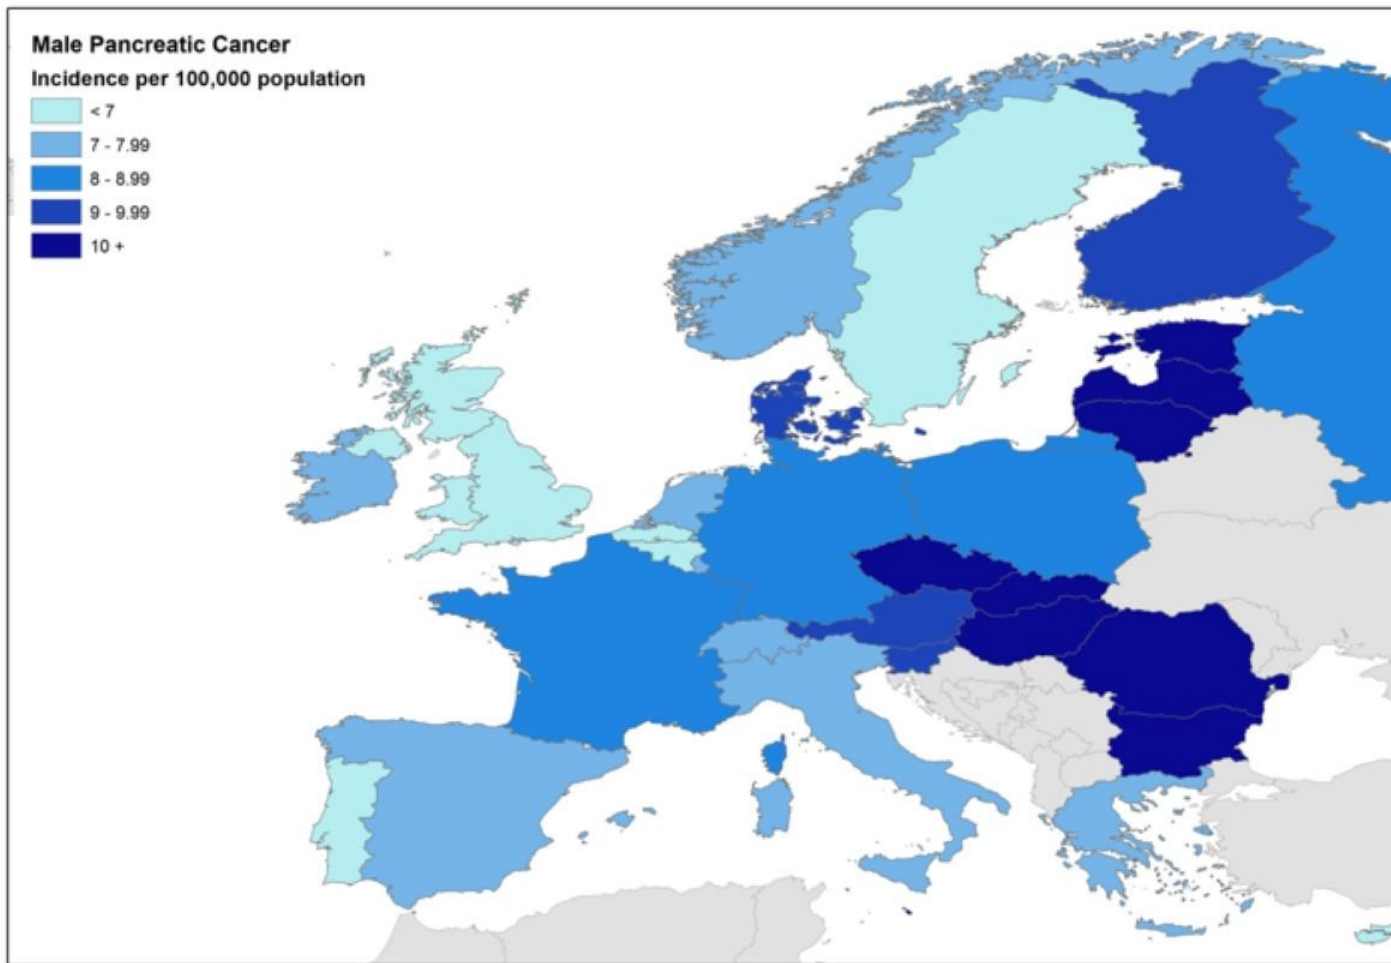 Male Pancreatic Cancer
Incidence per 100,000 population
< 7
7 - 7.99
8 - 8.99
9 - 9.99
10 +